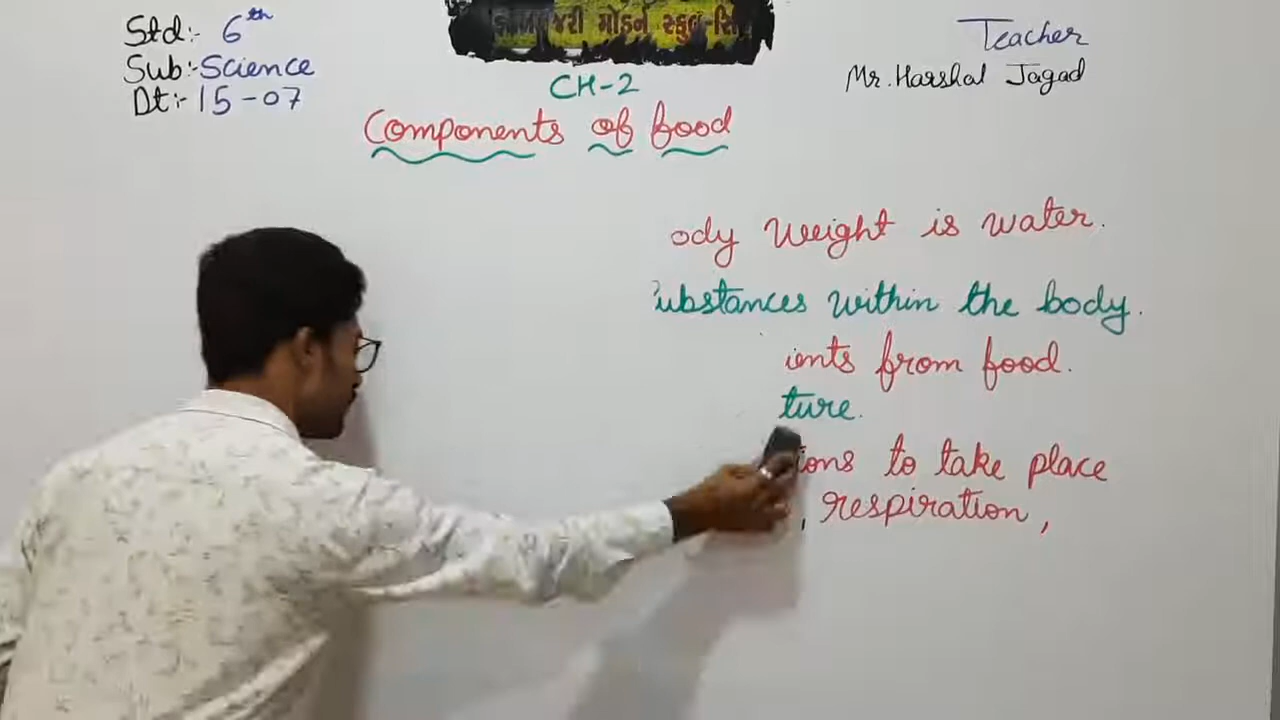 Std:- 6th
Sub:- Science
Dt:- 15-07
મોડર્ન સ્કુલ-સિ
Teacher
Mr. Harshal Jagad
CH-2
Components of food
ody weight is water.
ubstances within the body.
ients from food.
ture.
ions to take place
, respiration,